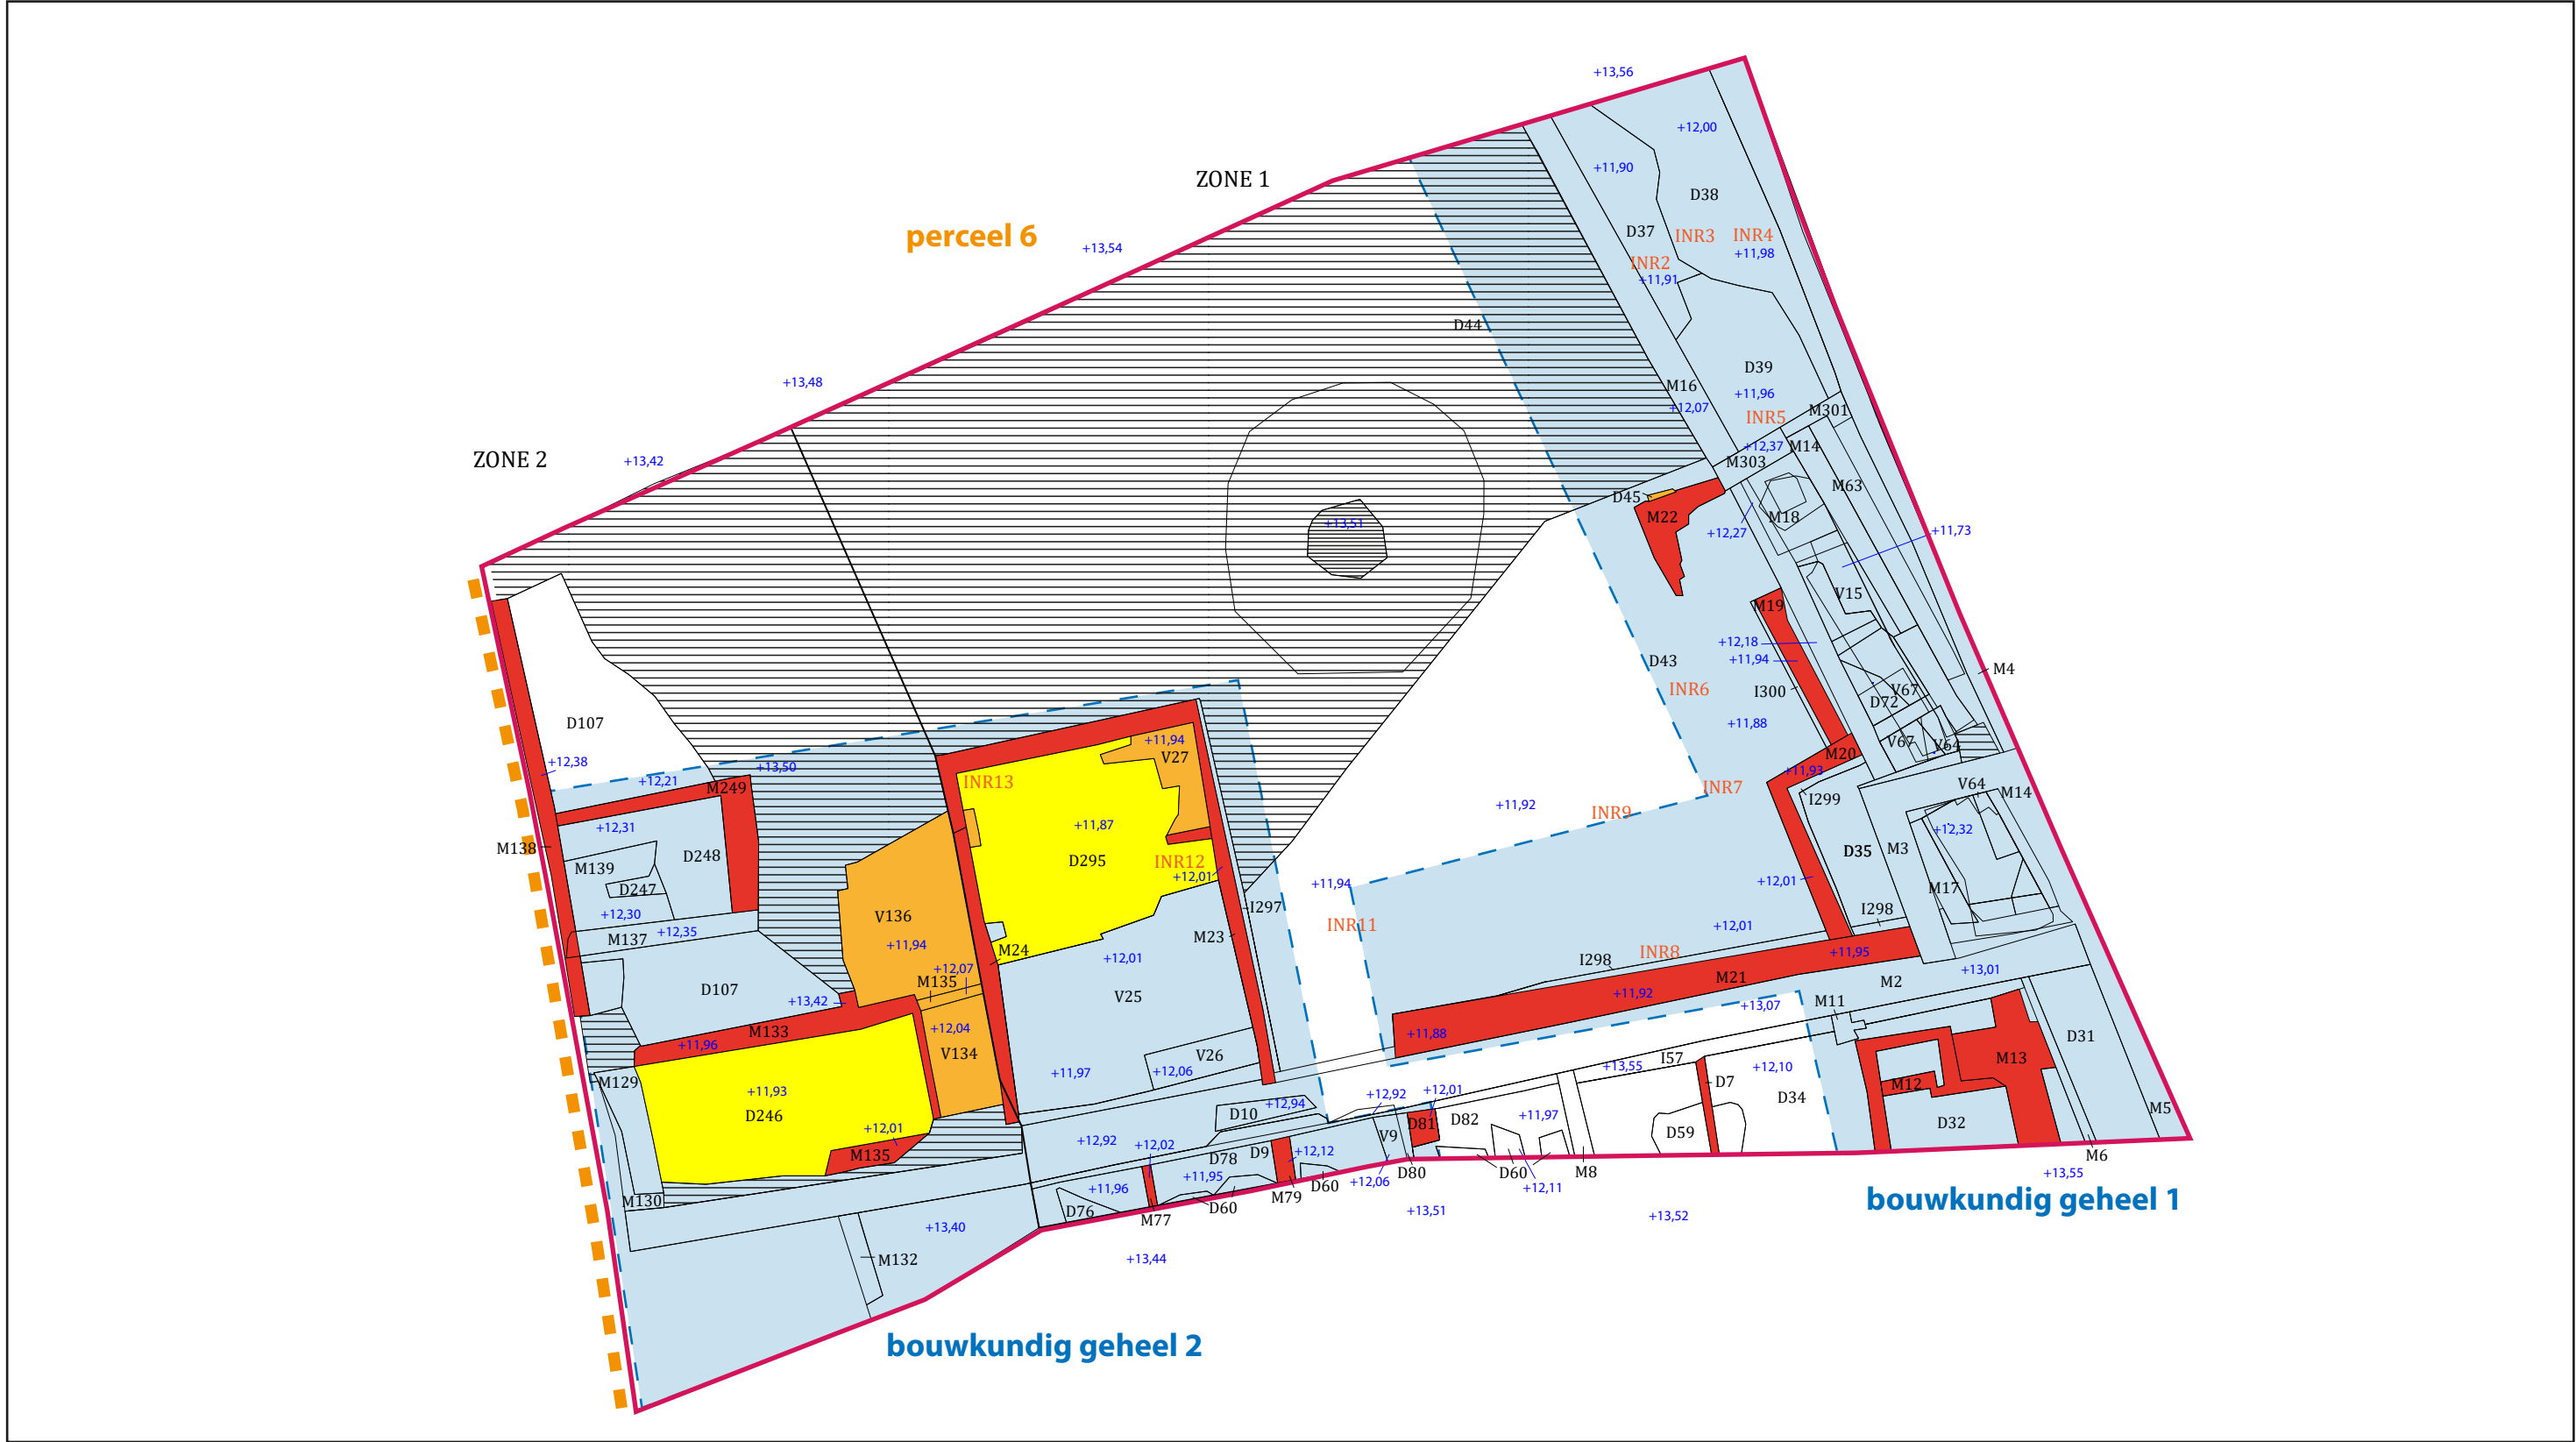 +13,56
+12,00
+11,90
ZONE 1
D38
perceel 6
D37
INR3
INR4
+13,54
+11,98
INR2
+11,91
D44
D39
+13,48
M16
+11,96
+12,07
M301
INR5
+12,37
M14
ZONE 2
+13,42
M303
M63
D45
M22
M18
+13,51
+12,27
+11,73
V15
M19
+12,18
D43
+11,94
M4
INR6
I300
V67
D72
D107
+11,88
V67
V64
+11,94
V27
M20
+12,38
+13,50
+11,93
+12,21
INR13
M249
INR7
V64
M14
I299
+11,92
INR9
+12,31
+11,87
+12,32
M138
D248
D295
INR12
D35
M3
M139
+12,01
+11,94
+12,01
D247
M17
V136
I297
I298
+12,30
+12,35
INR11
+12,01
M137
+11,94
M23
M24
INR8
+11,95
+12,01
I298
+12,07
+13,01
M135
M21
M2
D107
V25
+11,92
+13,42
+13,07
M11
+12,04
M133
+11,88
D31
+11,96
V134
V26
I57
M13
+11,97
+12,06
+13,55
+12,10
M129
D7
M12
+11,93
+12,92
+12,01
D34
+12,94
D246
D10
D82
+11,97
M5
D81
D32
+12,01
V9
D59
+12,92
+12,02
D9
+12,12
M135
D78
M6
D80
D60
M8
+13,55
+11,95
+12,06
+11,96
D60
+12,11
M79
M130
D60
bouwkundig geheel 1
D76
M77
+13,51
+13,52
+13,40
M132
+13,44
bouwkundig geheel 2